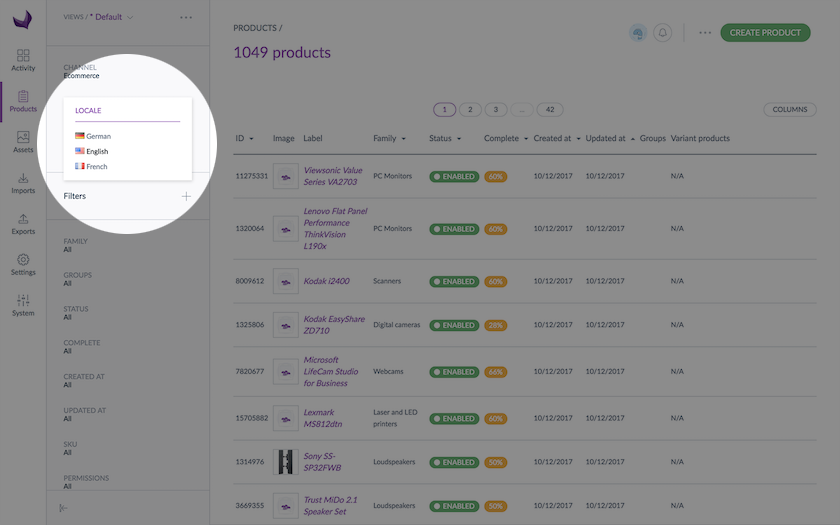 VIEWS / * Default
PRODUCTS /
1049 products
CREATE PRODUCT
Activity
Products
Assets
Imports
Exports
Settings
System
CHANNEL
Ecommerce
LOCALE
German
English
French
Filters
FAMILY
All
GROUPS
All
STATUS
All
COMPLETE
All
CREATED AT
All
UPDATED AT
All
SKU
All
PERMISSIONS
All
1 2 3 ... 42
COLUMNS
ID Image Label Family Status Complete Created at Updated at Groups Variant products
11275331 Viewsonic Value PC Monitors ENABLED 60% 10/12/2017 10/12/2017 N/A
Series VA2703
Lenovo Flat Panel
Performance
1320064 ThinkVision PC Monitors ENABLED 60% 10/12/2017 10/12/2017 N/A
L190x
8009612 Kodak i2400 Scanners ENABLED 60% 10/12/2017 10/12/2017 N/A
1325806 Kodak EasyShare Digital cameras ENABLED 28% 10/12/2017 10/12/2017 N/A
ZD710
Microsoft
7820677 LifeCam Studio Webcams ENABLED 66% 10/12/2017 10/12/2017 N/A
for Business
15705882 Lexmark Laser and LED ENABLED 60% 10/12/2017 10/12/2017 N/A
MS812dtn printers
1314976 Sony SS- Loudspeakers ENABLED 50% 10/12/2017 10/12/2017 N/A
SP32FWB
3669355 Trust MiDo 2.1 Loudspeakers ENABLED 50% 10/12/2017 10/12/2017 N/A
Speaker Set